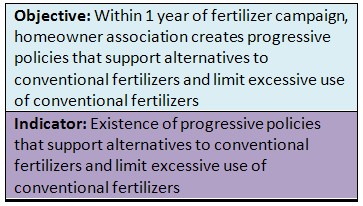 Objective: Within 1 year of fertilizer campaign,
homeowner association creates progressive
policies that support alternatives to
conventional fertilizers and limit excessive use
of conventional fertilizers
Indicator: Existence of progressive policies
that support alternatives to conventional
fertilizers and limit excessive use of
conventional fertilizers